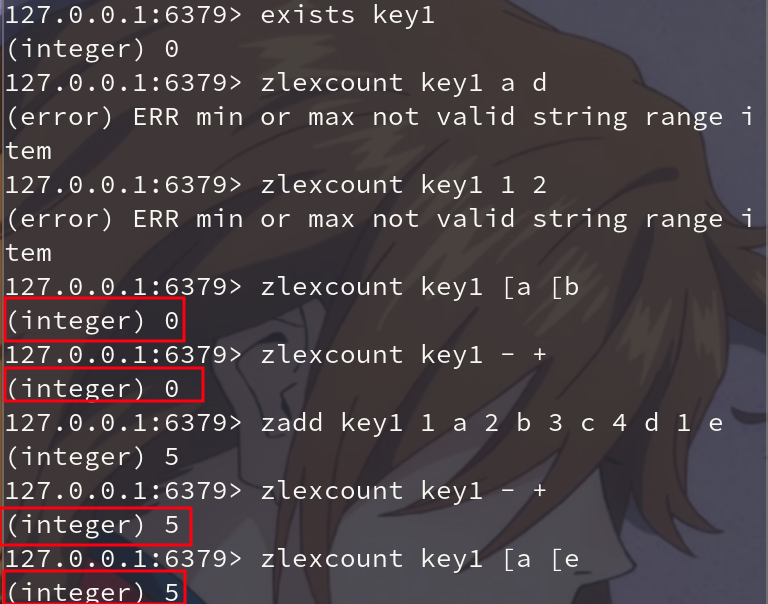 127.0.0.1:6379> exists key1
(integer) 0
127.0.0.1:6379> zlexcount key1 a d
(error) ERR min or max not valid string range i
tem
127.0.0.1:6379> zlexcount key1 1 2
(error) ERR min or max not valid string range i
tem
127.0.0.1:6379> zlexcount key1 [a [b
(integer) 0
127.0.0.1:6379> zlexcount key1 - +
(integer) 0
127.0.0.1:6379> zadd key1 1 a 2 b 3 c 4 d 1 e
(integer) 5
127.0.0.1:6379> zlexcount key1 - +
(integer) 5
127.0.0.1:6379> zlexcount key1 [a [e
(integer) 5